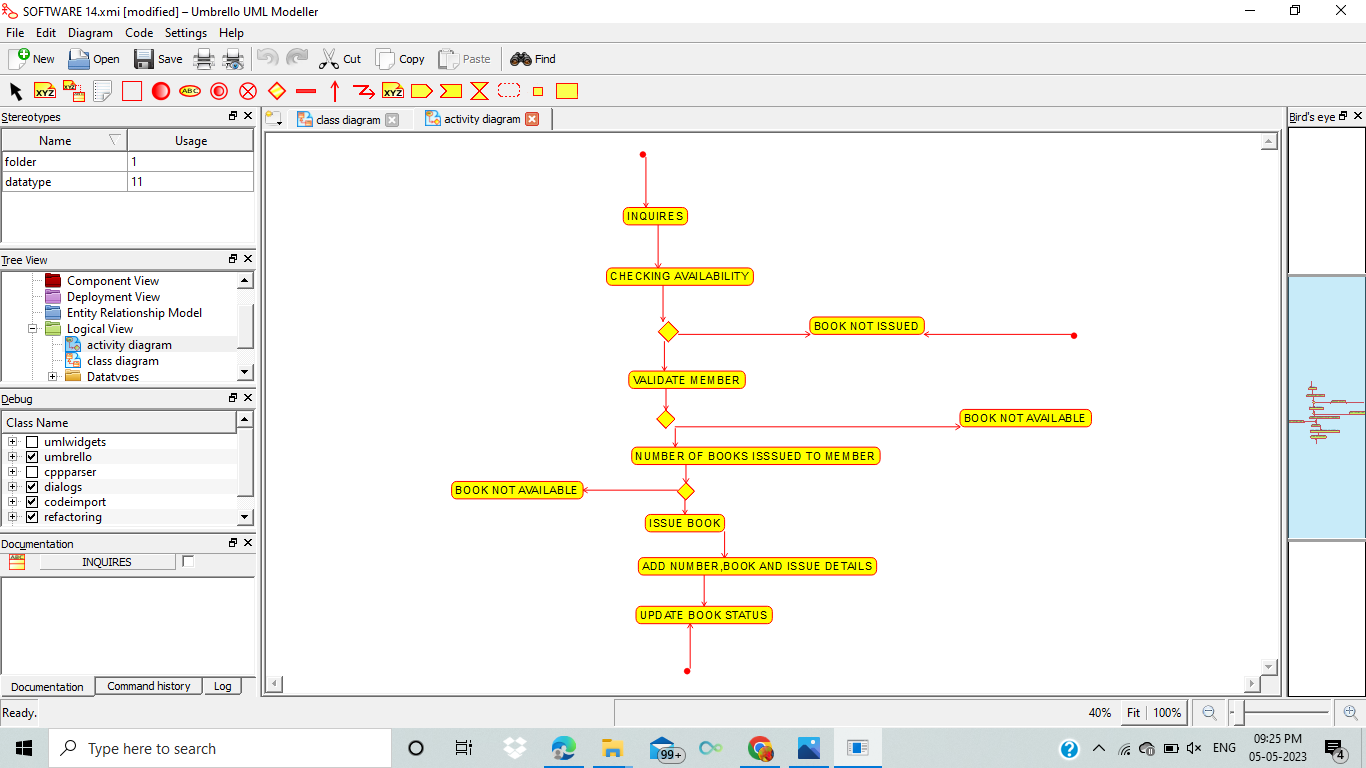 SOFTWARE 14.xmi [modified] – Umbrello UML Modeller
File Edit Diagram Code Settings Help
New Open Save Cut Copy Paste Find
XYZ XYZ ABC XYZ
Stereotypes
Name Usage
folder 1
datatype 11
Tree View
Component View
Deployment View
Entity Relationship Model
Logical View
activity diagram
class diagram
Datatypes
Debug
Class Name
umlwidgets
umbrello
cppparser
dialogs
codeimport
refactoring
Documentation
ABC INQUIRES
Documentation Command history Log
class diagram activity diagram
INQUIRES
CHECKING AVAILABILITY
BOOK NOT ISSUED
VALIDATE MEMBER
BOOK NOT AVAILABLE
NUMBER OF BOOKS ISSSUED TO MEMBER
BOOK NOT AVAILABLE
ISSUE BOOK
ADD NUMBER,BOOK AND ISSUE DETAILS
UPDATE BOOK STATUS
Bird's eye
Ready. 40% Fit 100%
Type here to search
99+
ENG
09:25 PM
05-05-2023
4